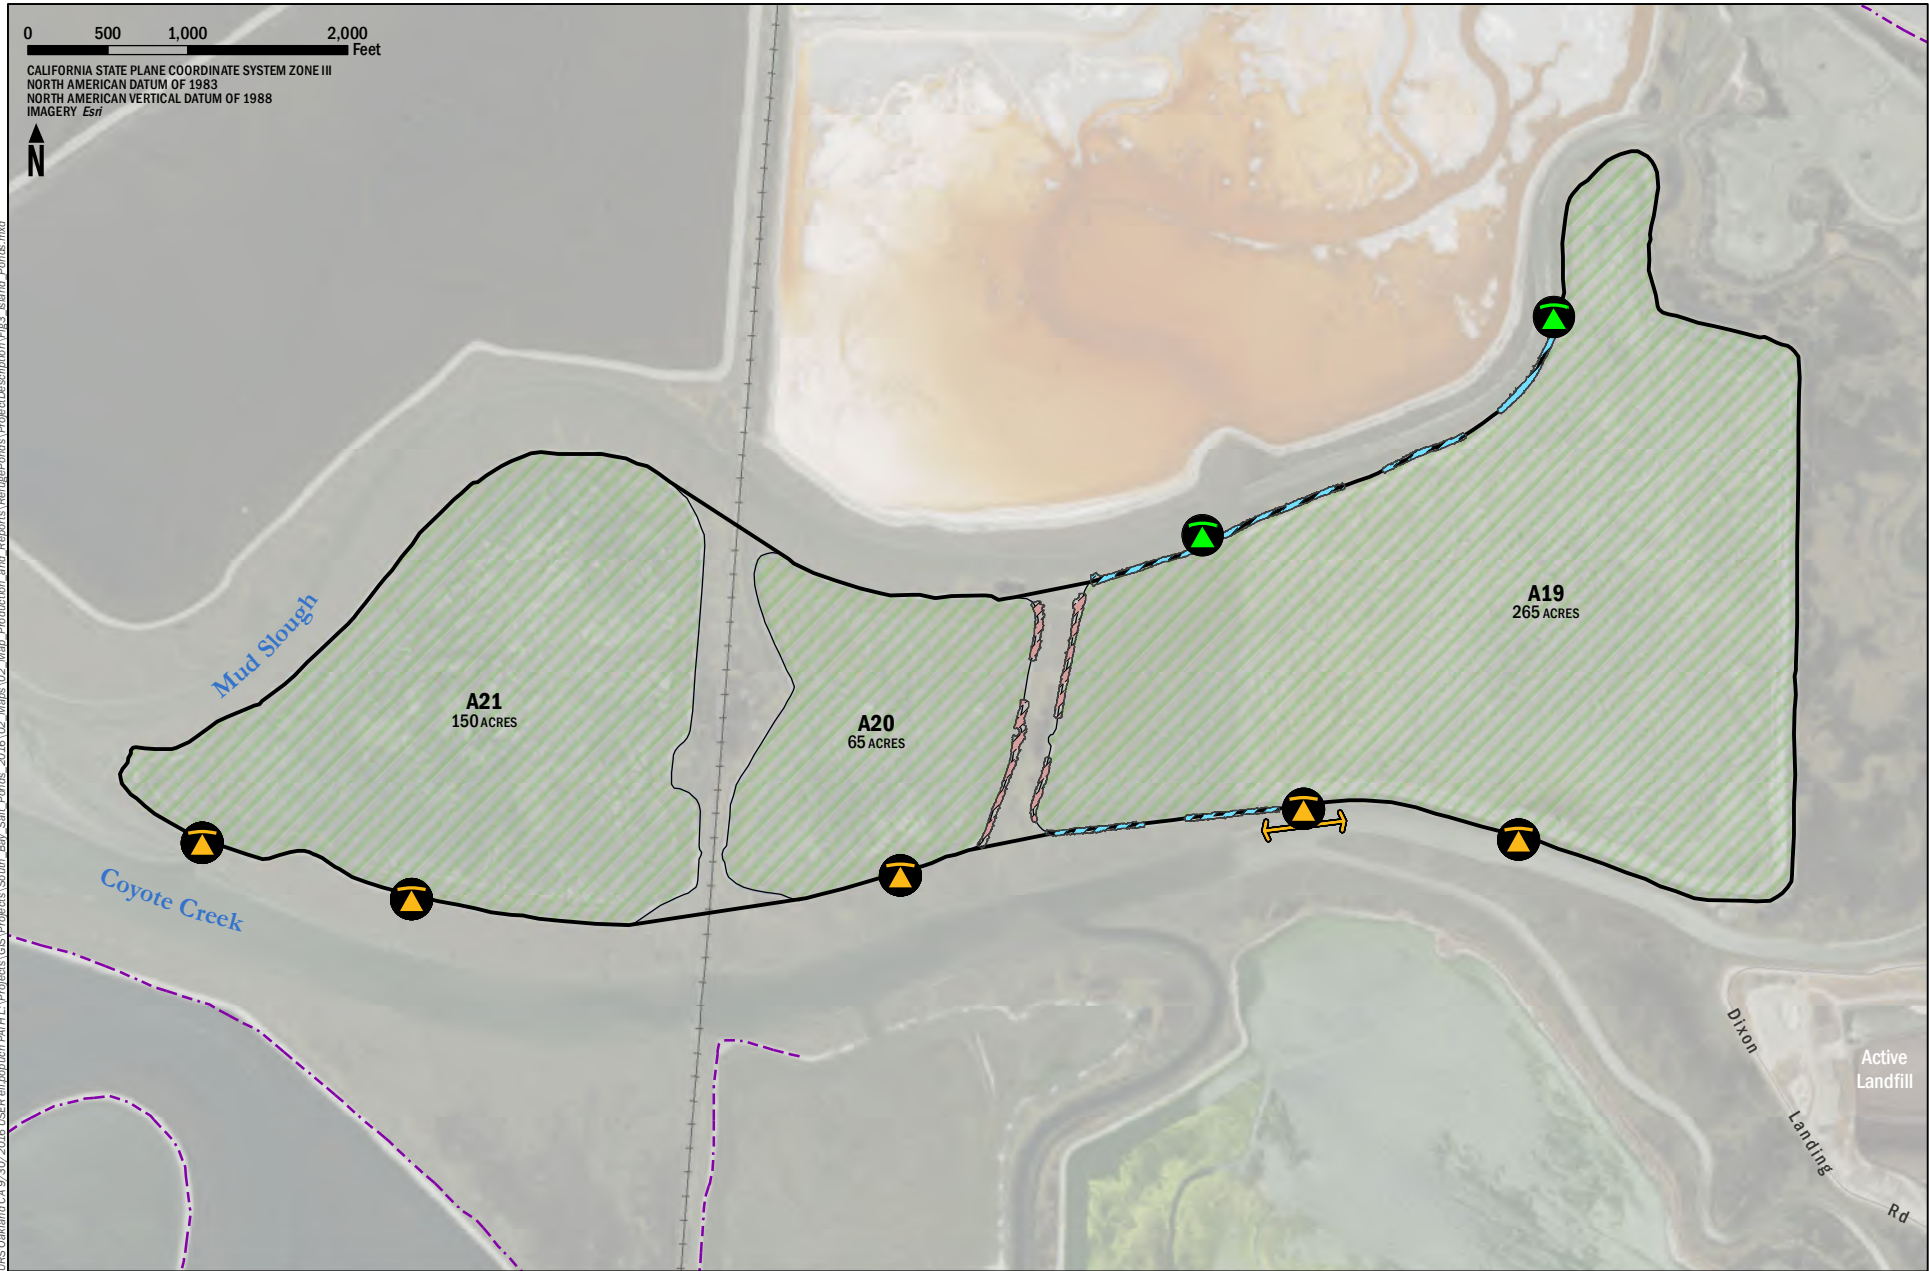 0 500 1,000 2,000
Feet
CALIFORNIA STATE PLANE COORDINATE SYSTEM ZONE III
NORTH AMERICAN DATUM OF 1983
NORTH AMERICAN VERTICAL DATUM OF 1988
IMAGERY Esri
N
A19
265 ACRES
Mud Slough
A21
150 ACRES
A20
65 ACRES
Coyote Creek
Dixon
Landing
Rd
Active
Landfill